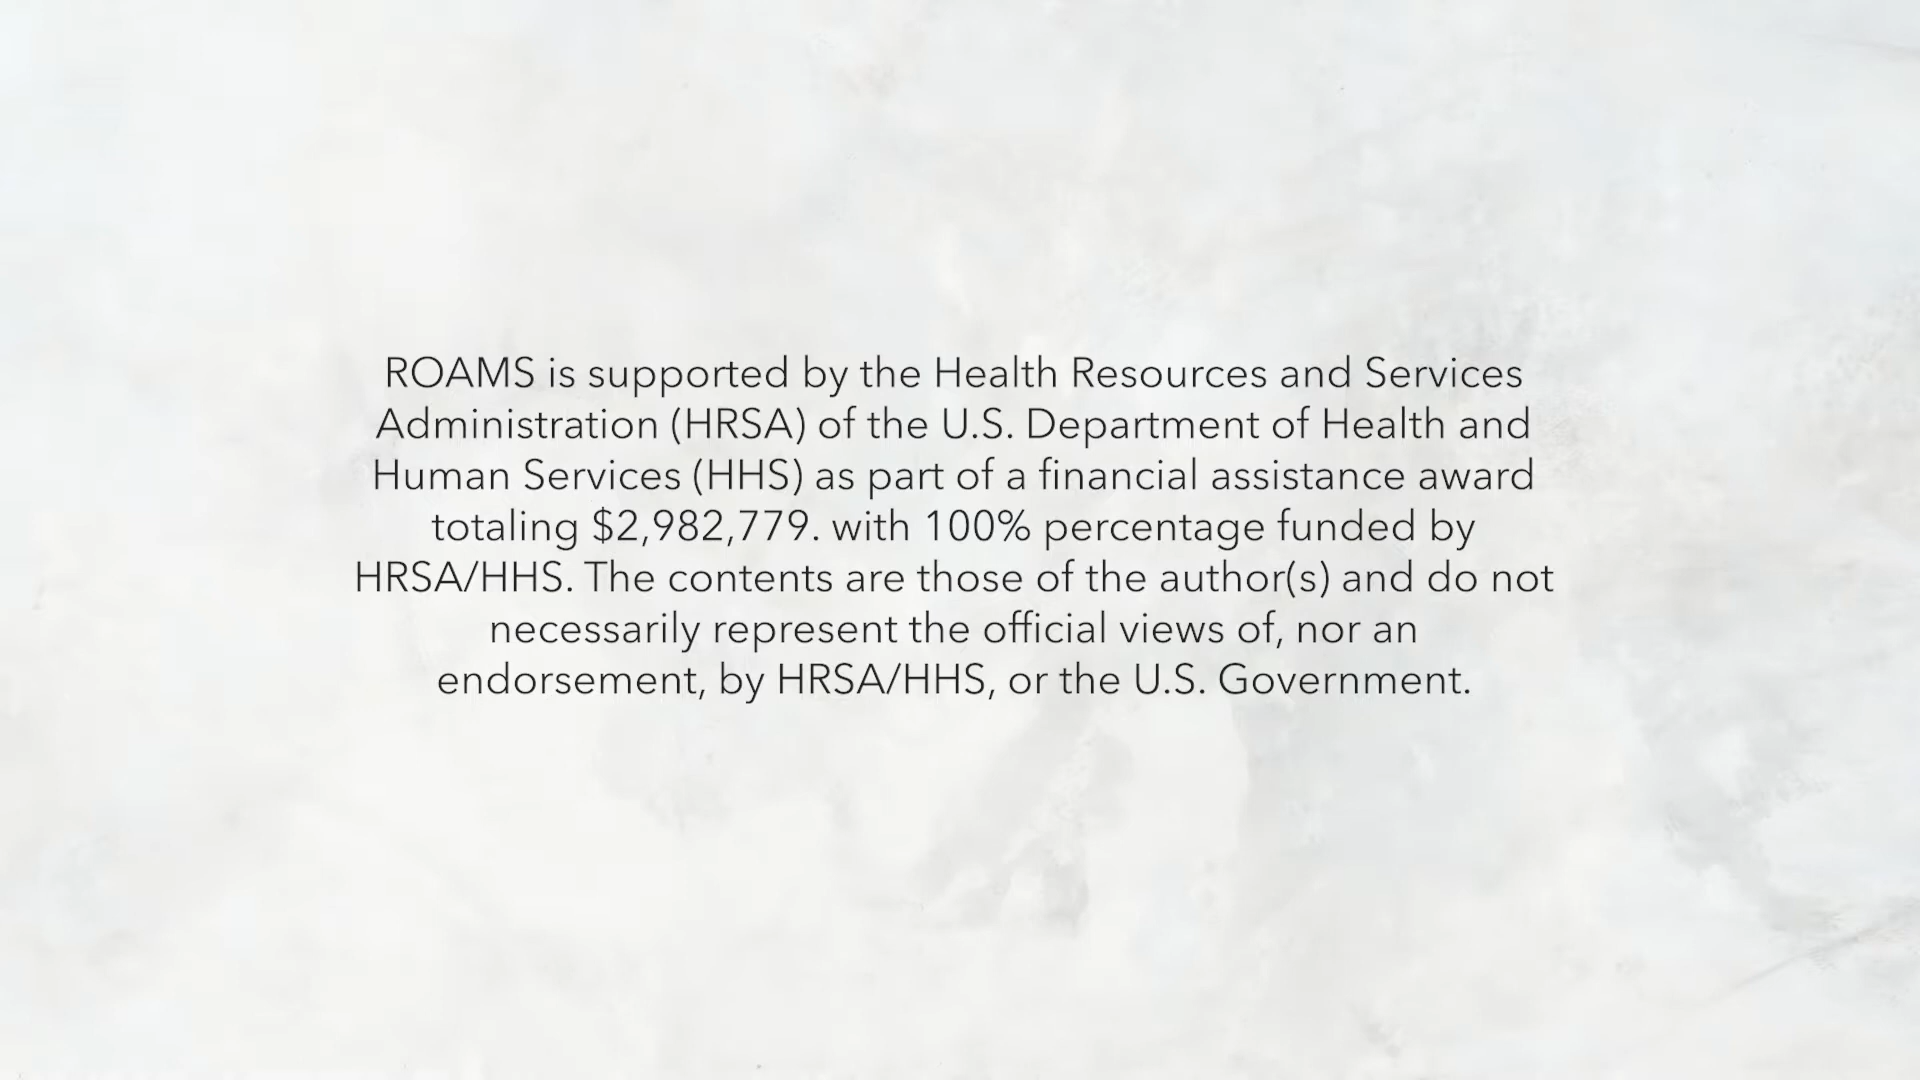 ROAMS is supported by the Health Resources and Services
Administration (HRSA) of the U.S. Department of Health and
Human Services (HHS) as part of a financial assistance award
totaling $2,982,779. with 100% percentage funded by
HRSA/HHS. The contents are those of the author(s) and do not
necessarily represent the official views of, nor an
endorsement, by HRSA/HHS, or the U.S. Government.